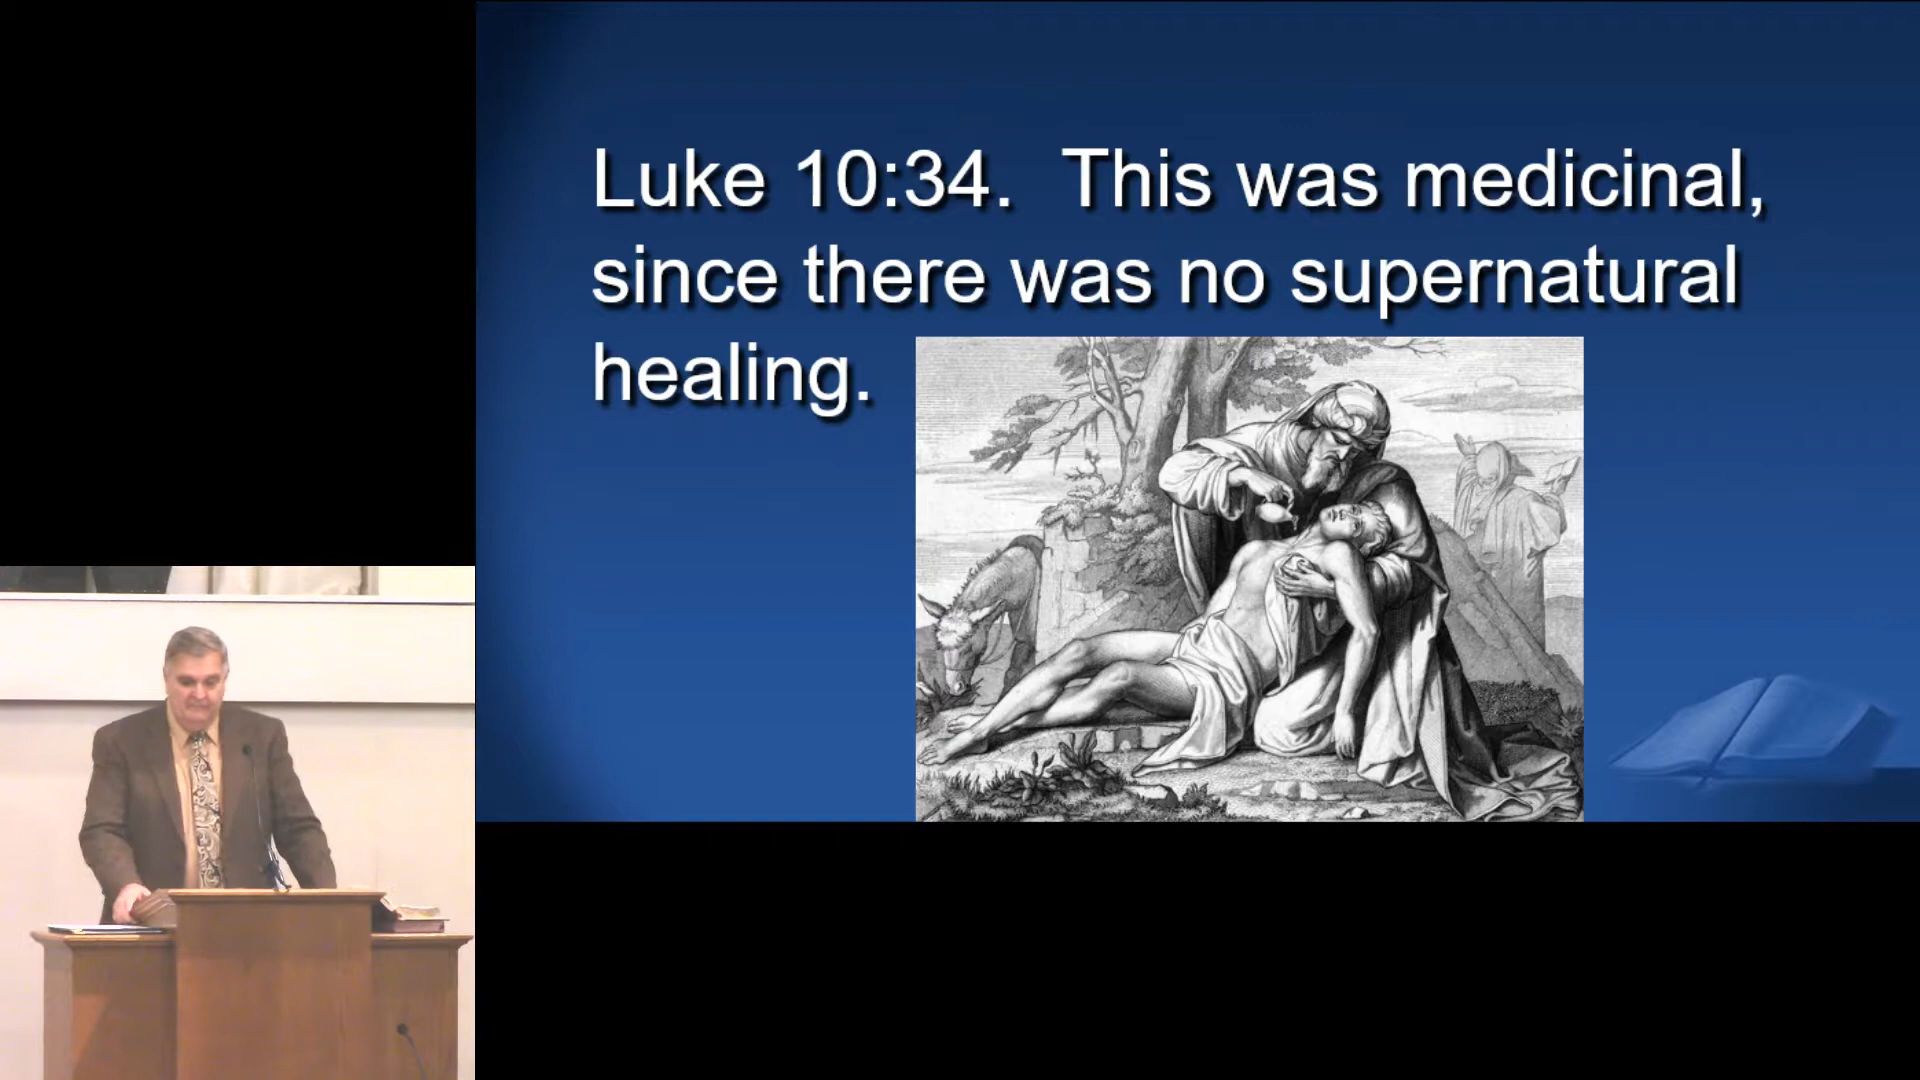 Luke 10:34.  This was medicinal,
since there was no supernatural
healing.